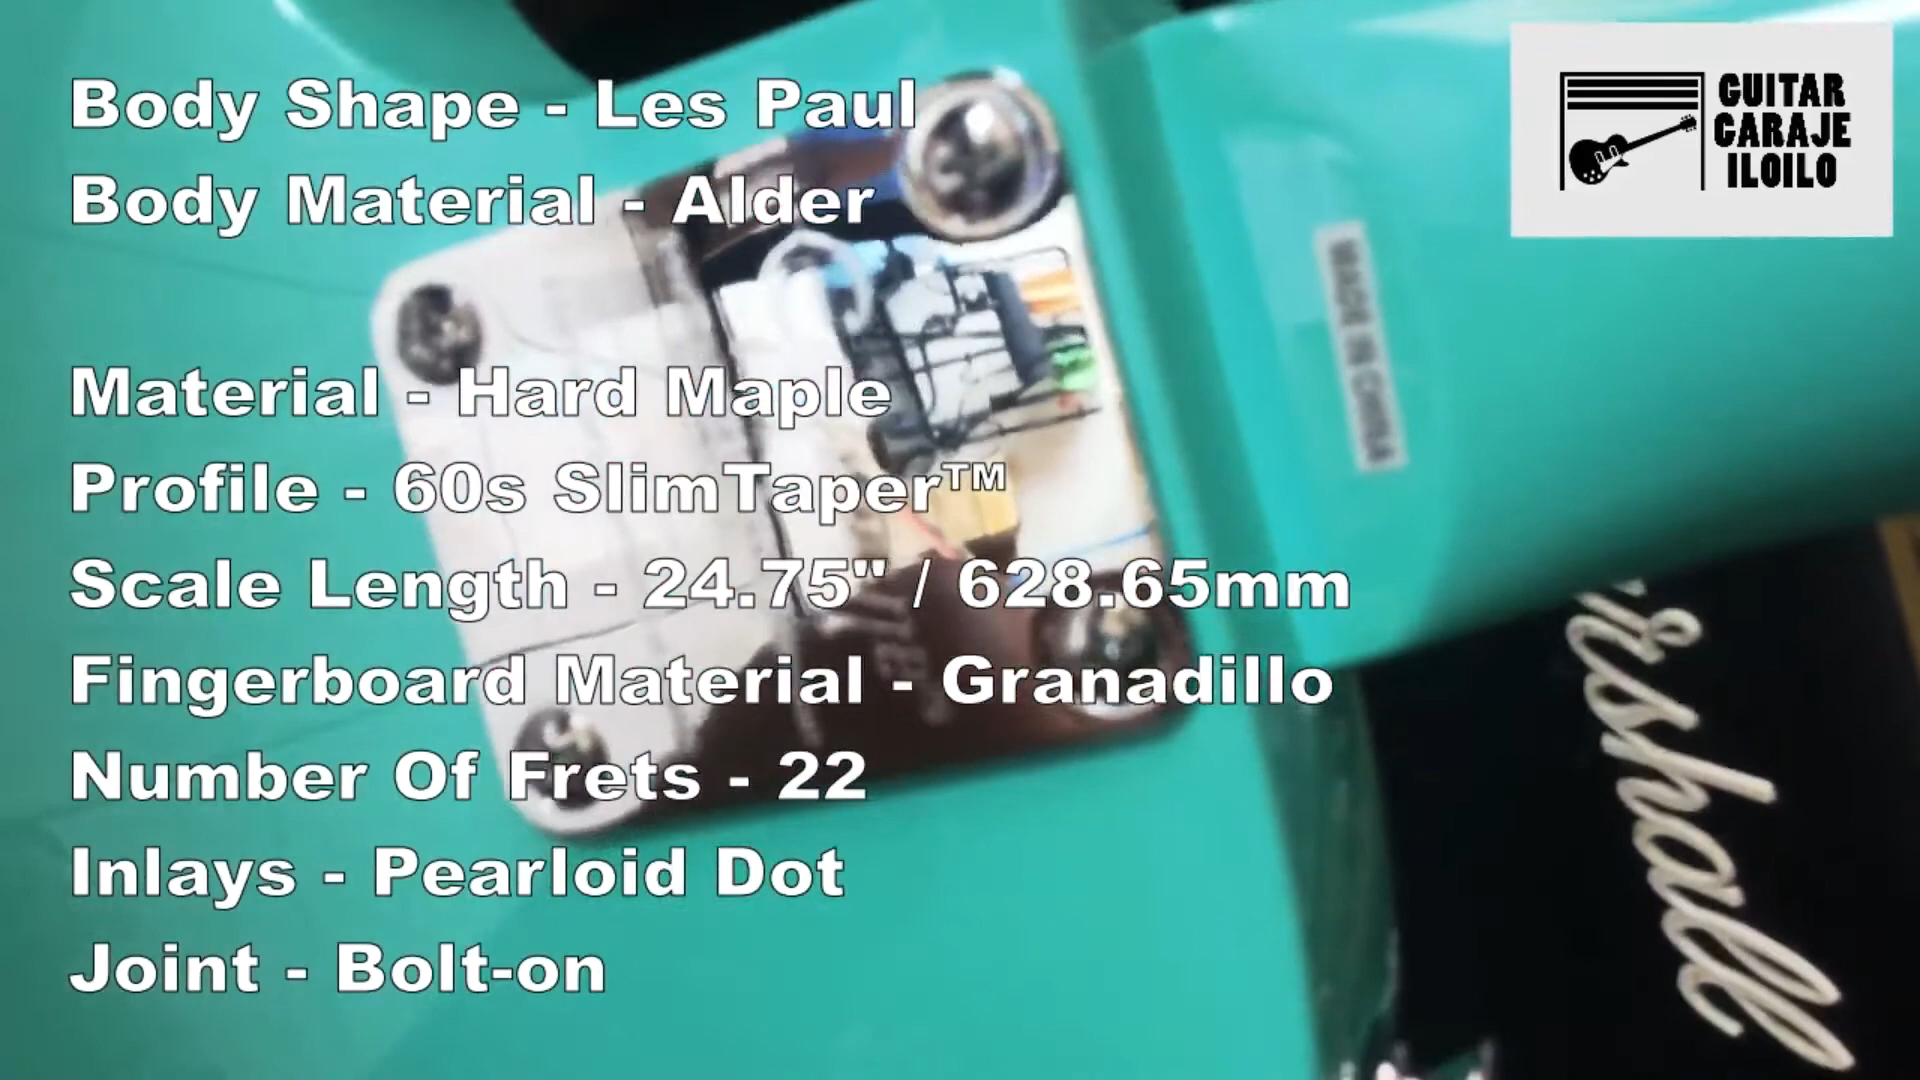 Body Shape - Les Paul
Body Material - Alder
Material - Hard Maple
Profile - 60s SlimTaper™
Scale Length - 24.75" / 628.65mm
Fingerboard Material - Granadillo
Number Of Frets - 22
Inlays - Pearloid Dot
Joint - Bolt-on
GUITAR
GARAJE
ILOILO
MADE IN CHINA